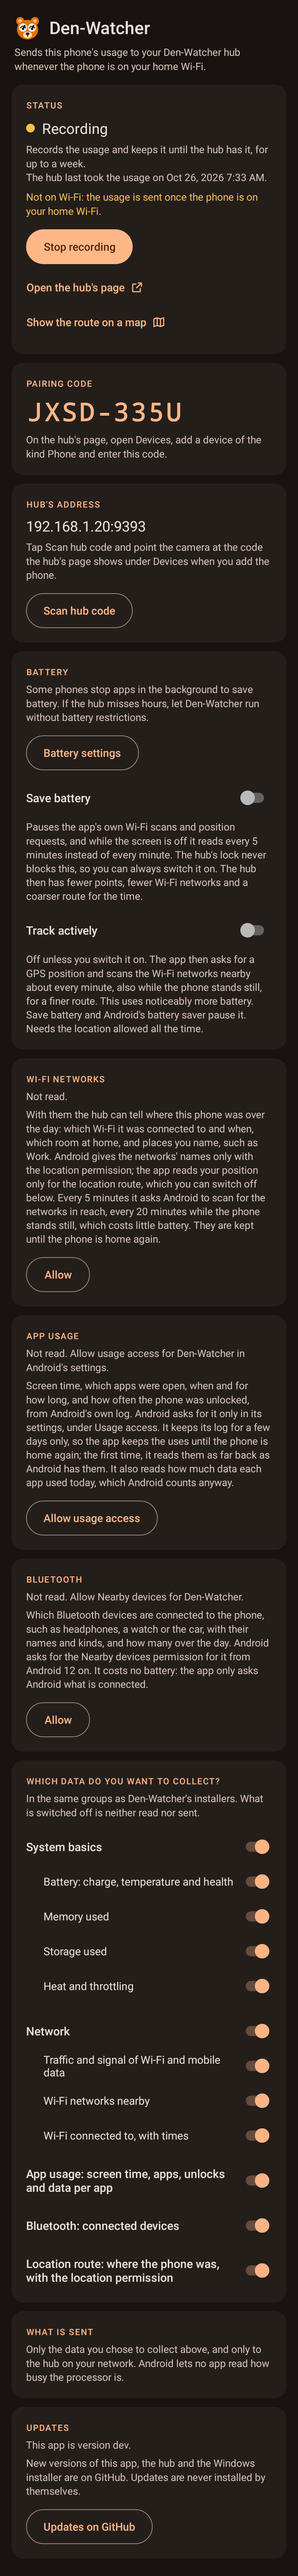 Den-Watcher
Sends this phone's usage to your Den-Watcher hub
whenever the phone is on your home Wi-Fi.
STATUS
Recording
Records the usage and keeps it until the hub has it, for
up to a week.
The hub last took the usage on Oct 26, 2026 7:33 AM.
Not on Wi-Fi: the usage is sent once the phone is on
your home Wi-Fi.
Stop recording
Open the hub's page
Show the route on a map
PAIRING CODE
JXSD-335U
On the hub's page, open Devices, add a device of the
kind Phone and enter this code.
HUB'S ADDRESS
192.168.1.20:9393
Tap Scan hub code and point the camera at the code
the hub's page shows under Devices when you add the
phone.
Scan hub code
BATTERY
Some phones stop apps in the background to save
battery. If the hub misses hours, let Den-Watcher run
without battery restrictions.
Battery settings
Save battery
Pauses the app's own Wi-Fi scans and position
requests, and while the screen is off it reads every 5
minutes instead of every minute. The hub's lock never
blocks this, so you can always switch it on. The hub
then has fewer points, fewer Wi-Fi networks and a
coarser route for the time.
Track actively
Off unless you switch it on. The app then asks for a
GPS position and scans the Wi-Fi networks nearby
about every minute, also while the phone stands still,
for a finer route. This uses noticeably more battery.
Save battery and Android's battery saver pause it.
Needs the location allowed all the time.
WI-FI NETWORKS
Not read.
With them the hub can tell where this phone was over
the day: which Wi-Fi it was connected to and when,
which room at home, and places you name, such as
Work. Android gives the networks' names only with
the location permission; the app reads your position
only for the location route, which you can switch off
below. Every 5 minutes it asks Android to scan for the
networks in reach, every 20 minutes while the phone
stands still, which costs little battery. They are kept
until the phone is home again.
Allow
APP USAGE
Not read. Allow usage access for Den-Watcher in
Android's settings.
Screen time, which apps were open, when and for
how long, and how often the phone was unlocked,
from Android's own log. Android asks for it only in its
settings, under Usage access. It keeps its log for a few
days only, so the app keeps the uses until the phone is
home again; the first time, it reads them as far back as
Android has them. It also reads how much data each
app used today, which Android counts anyway.
Allow usage access
BLUETOOTH
Not read. Allow Nearby devices for Den-Watcher.
Which Bluetooth devices are connected to the phone,
such as headphones, a watch or the car, with their
names and kinds, and how many over the day. Android
asks for the Nearby devices permission for it from
Android 12 on. It costs no battery: the app only asks
Android what is connected.
Allow
WHICH DATA DO YOU WANT TO COLLECT?
In the same groups as Den-Watcher's installers. What
is switched off is neither read nor sent.
System basics
Battery: charge, temperature and health
Memory used
Storage used
Heat and throttling
Network
Traffic and signal of Wi-Fi and mobile
data
Wi-Fi networks nearby
Wi-Fi connected to, with times
App usage: screen time, apps, unlocks
and data per app
Bluetooth: connected devices
Location route: where the phone was,
with the location permission
WHAT IS SENT
Only the data you chose to collect above, and only to
the hub on your network. Android lets no app read how
busy the processor is.
UPDATES
This app is version dev.
New versions of this app, the hub and the Windows
installer are on GitHub. Updates are never installed by
themselves.
Updates on GitHub